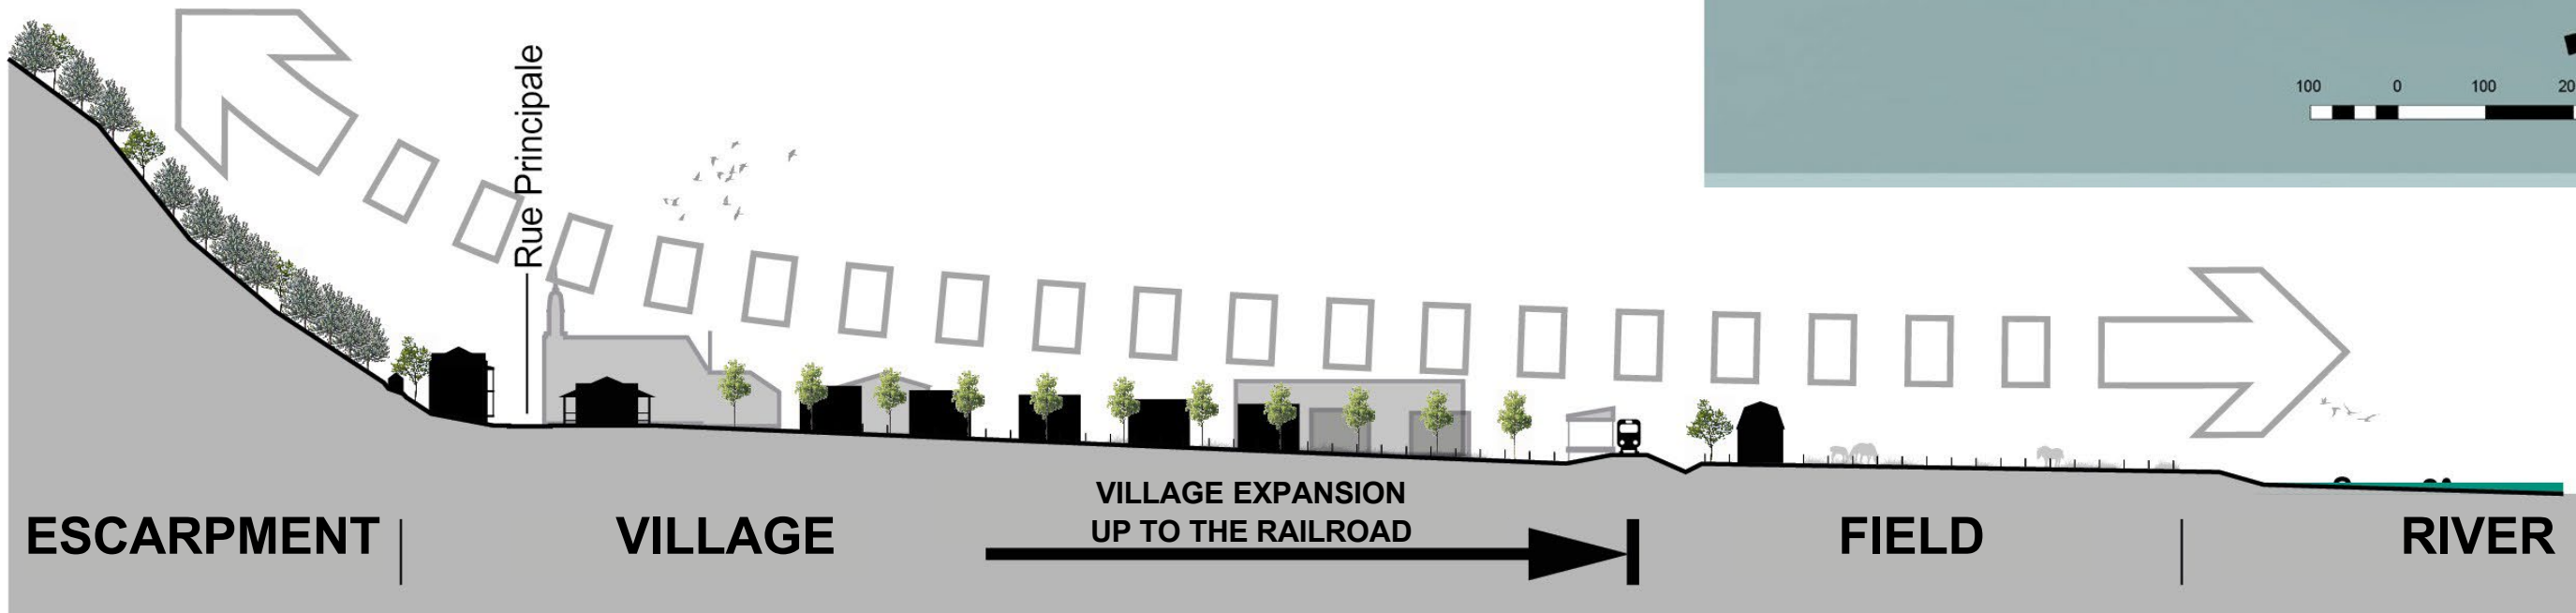 100 0 100
Rue Principale
VILLAGE EXPANSION
UP TO THE RAILROAD
ESCARPMENT
VILLAGE
FIELD
RIVER